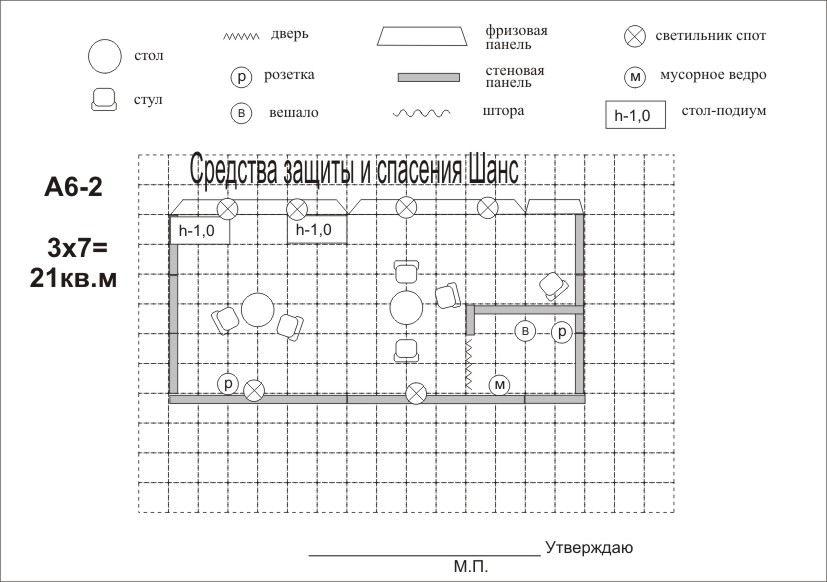 стол
стул
дверь
р розетка
в вешало
фризовая
панель
стеновая
панель
штора
светильник спот
м мусорное ведро
h-1,0 стол-подиум
Средства защиты и спасения Шанс
А6-2
3х7=
21кв.м
h-1,0
h-1,0
в
р
р
м
Утверждаю
М.П.